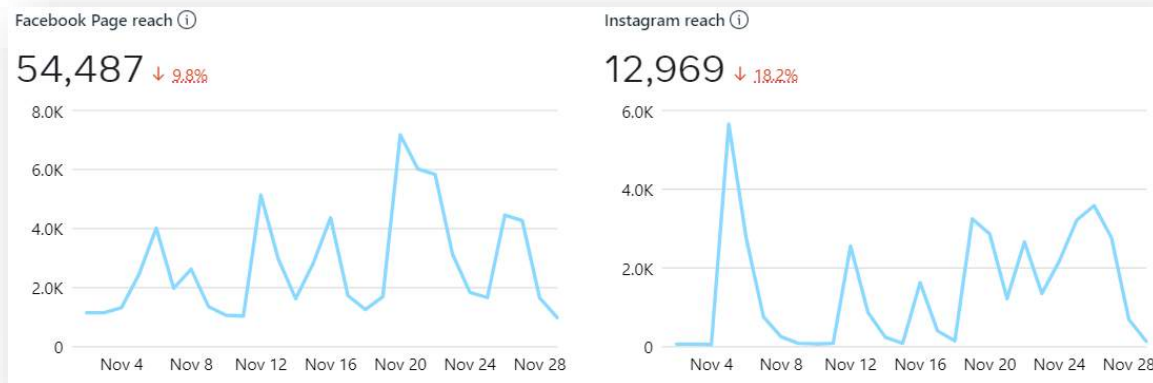 Facebook Page reach ⓘ
54,487 ↓ 9.8%
8.0K
6.0K
4.0K
2.0K
0
Nov 4 Nov 8 Nov 12 Nov 16 Nov 20 Nov 24 Nov 28
Instagram reach ⓘ
12,969 ↓ 18.2%
6.0K
4.0K
2.0K
0
Nov 4 Nov 8 Nov 12 Nov 16 Nov 20 Nov 24 Nov 28